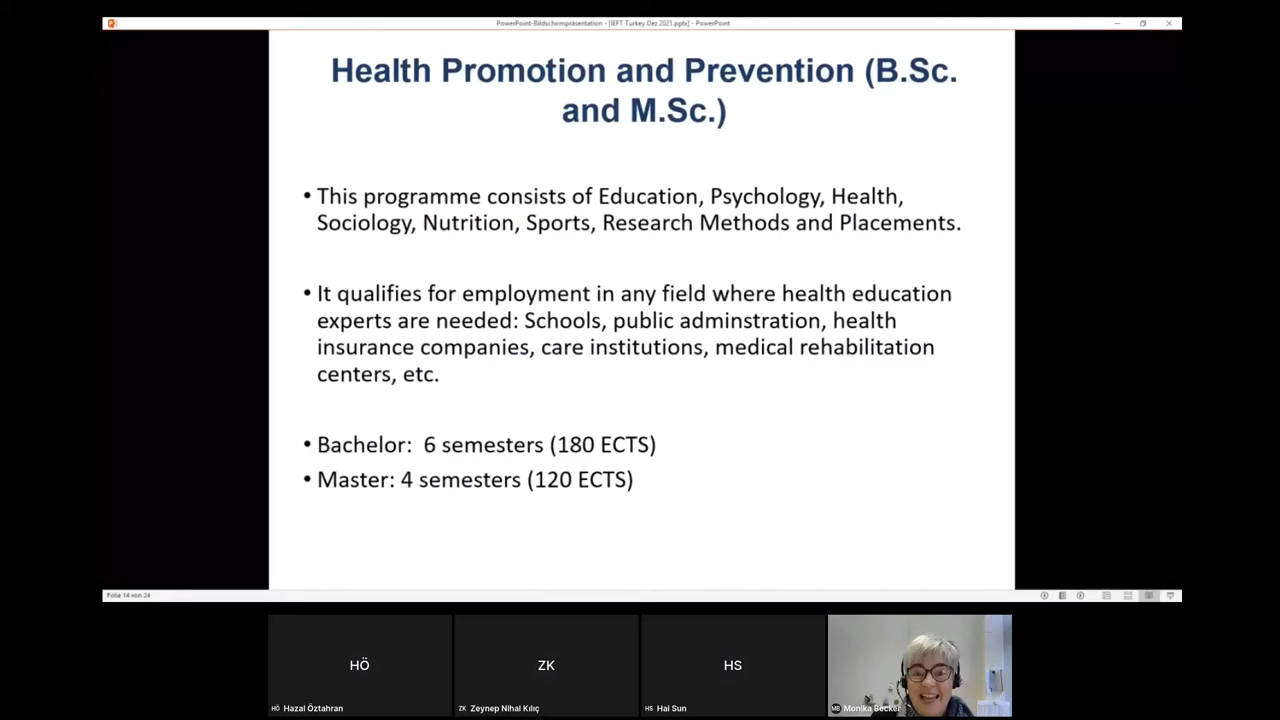 PowerPoint-Bildschirmpräsentation - [IEFT Turkey Dez 2021.pptx] - PowerPoint
Health Promotion and Prevention (B.Sc.
and M.Sc.)
• This programme consists of Education, Psychology, Health,
Sociology, Nutrition, Sports, Research Methods and Placements.
• It qualifies for employment in any field where health education
experts are needed: Schools, public adminstration, health
insurance companies, care institutions, medical rehabilitation
centers, etc.
• Bachelor:  6 semesters (180 ECTS)
• Master: 4 semesters (120 ECTS)
Folie 14 von 24
HÖ
ZK
HS
HÖ Hazal Öztahran
ZK Zeynep Nihal Kılıç
HS Hai Sun
MB Monika Becker